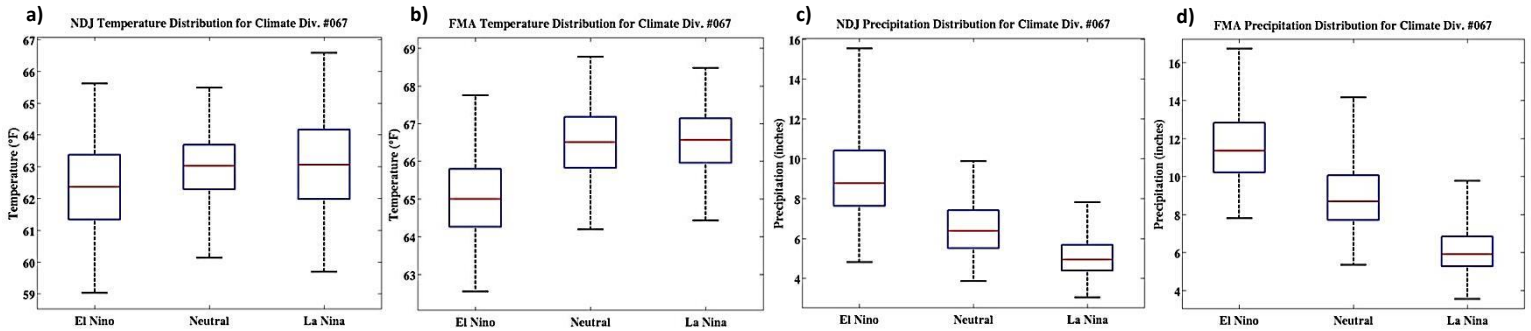 a) NDJ Temperature Distribution for Climate Div. #067
Temperature (°F)
67
66
65
64
63
62
61
60
59
El Nino Neutral La Nina
b) FMA Temperature Distribution for Climate Div. #067
Temperature (°F)
69
68
67
66
65
64
63
El Nino Neutral La Nina
c) NDJ Precipitation Distribution for Climate Div. #067
Precipitation (inches)
16
14
12
10
8
6
4
El Nino Neutral La Nina
d) FMA Precipitation Distribution for Climate Div. #067
Precipitation (inches)
16
14
12
10
8
6
4
El Nino Neutral La Nina